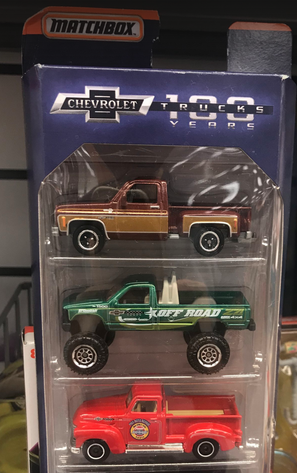 MATCHBOX
CHEVROLET TRUCKS 100
YEARS
OFF ROAD